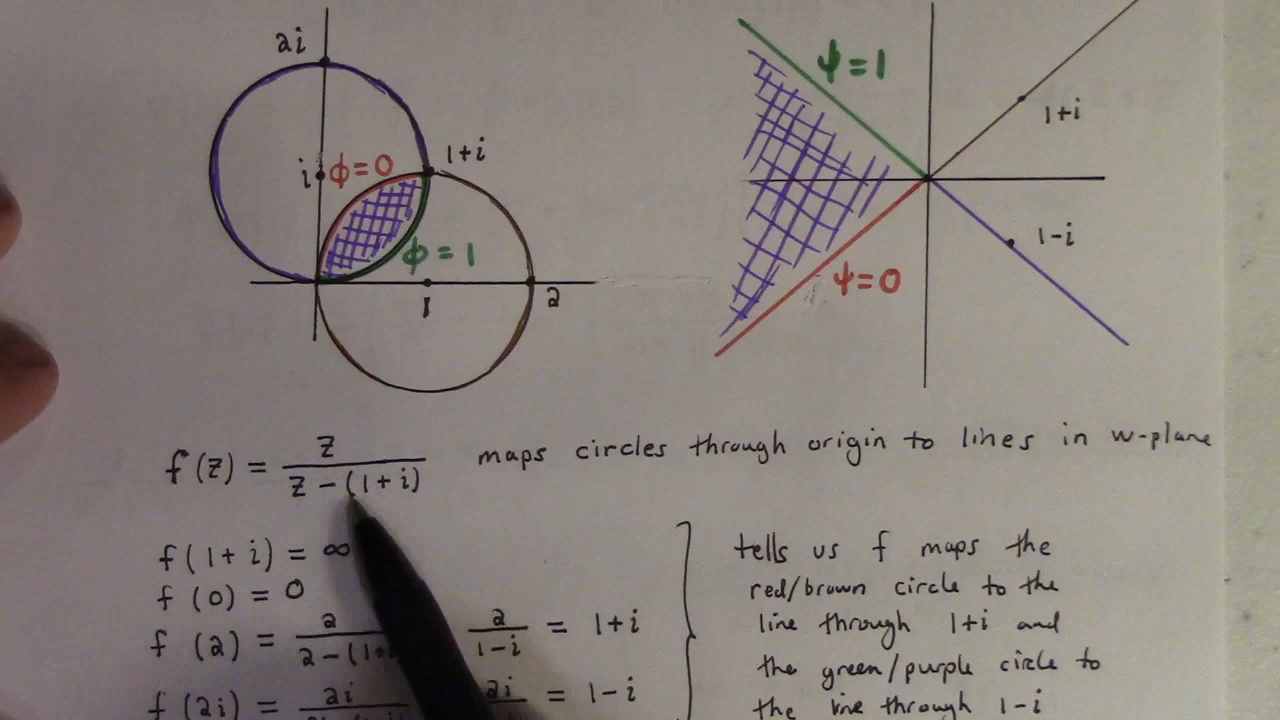 2i
i
ϕ=0
1+i
ϕ=1
1
2
ψ=1
1+i
1-i
ψ=0
f(z) = z / (z - (1+i)) maps circles through origin to lines in w-plane
f(1+i) = ∞
f(0) = 0
f(2) = 2 / 2-(1+ 2 / 1-i = 1+i
f(2i) = 2i 2i = 1-i
tells us f maps the
red/brown circle to the
line through 1+i and
the green/purple circle to
the line through 1-i